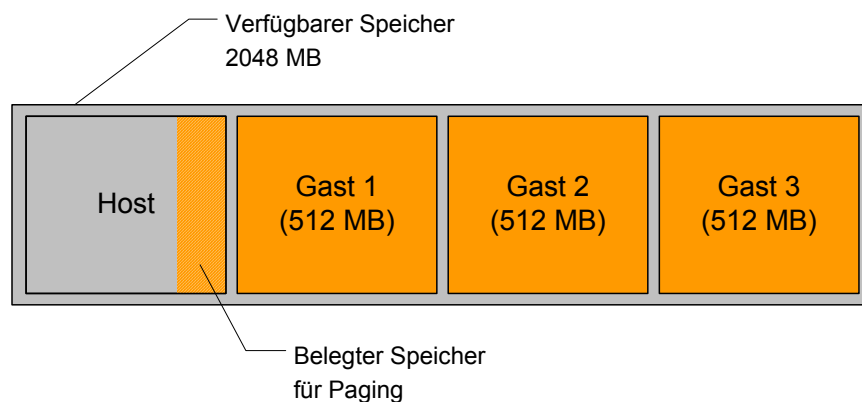 Verfügbarer Speicher
2048 MB
Host
Gast 1
(512 MB)
Gast 2
(512 MB)
Gast 3
(512 MB)
Belegter Speicher
für Paging